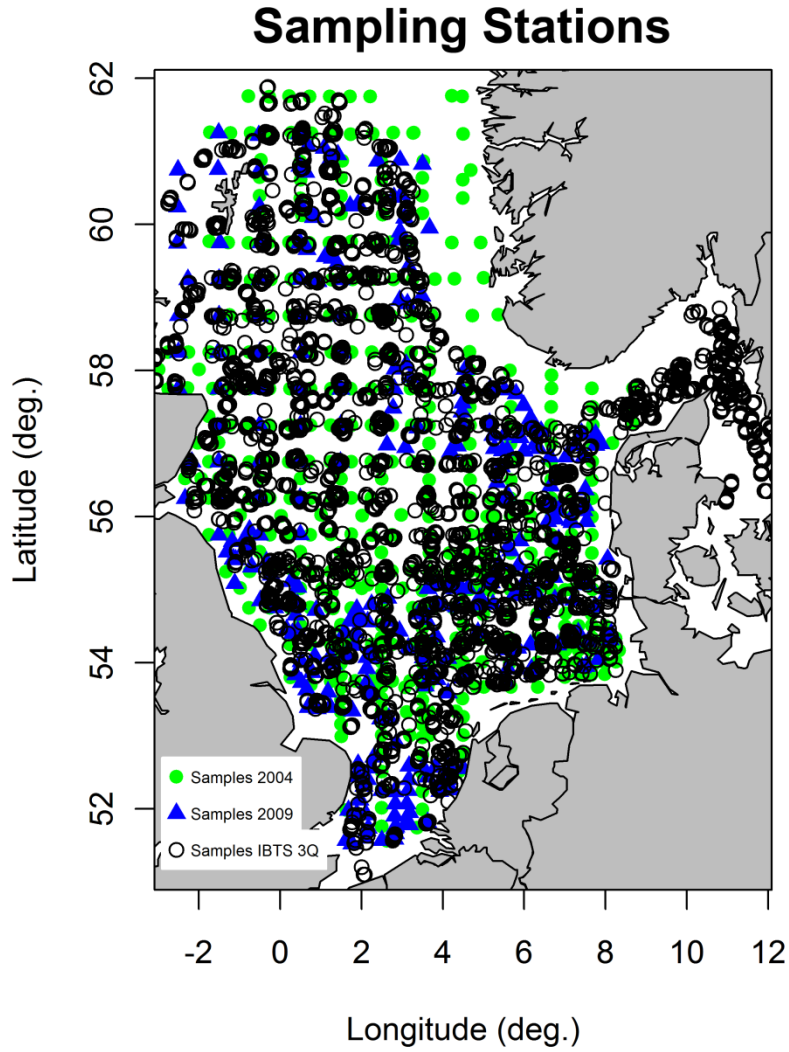 Sampling Stations
62
60
58
56
54
52
Latitude (deg.)
Samples 2004
Samples 2009
Samples IBTS 3Q
-2 0 2 4 6 8 10 12
Longitude (deg.)